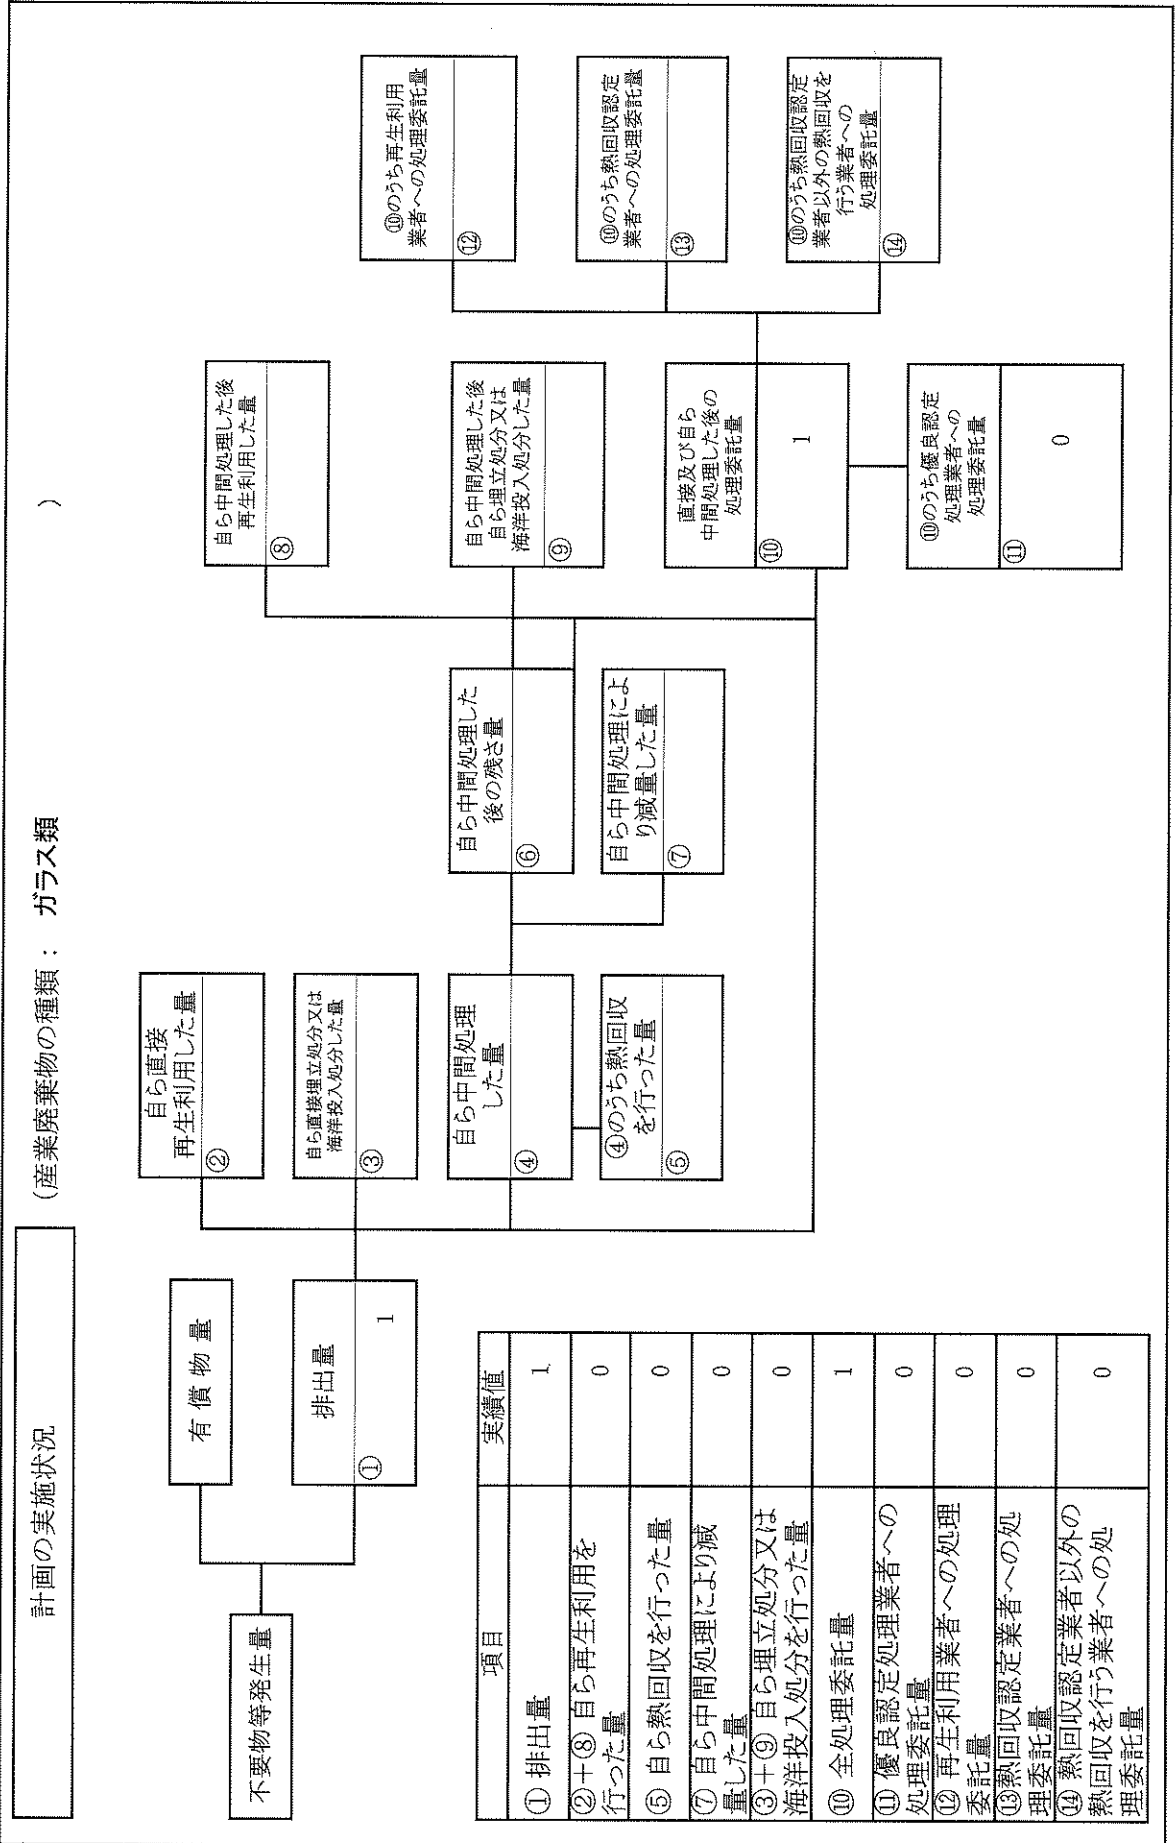 計画の実施状況
(産業廃棄物の種類： ガラス類 )
不要物等発生量
有償物量
排出量
①
1
自ら直接
再生利用した量
②
自ら直接埋立処分又は
海洋投入処分した量
③
自ら中間処理
した量
④
④のうち熱回収
を行った量
⑤
自ら中間処理した
後の残さ量
⑥
自ら中間処理によ
り減量した量
⑦
自ら中間処理した後
再生利用した量
⑧
自ら中間処理した後
自ら埋立処分又は
海洋投入処分した量
⑨
直接及び自ら
中間処理した後の
処理委託量
⑩
1
⑩のうち優良認定
処理業者への
処理委託量
⑪
0
⑩のうち再生利用
業者への処理委託量
⑫
⑩のうち熱回収認定
業者への処理委託量
⑬
⑩のうち熱回収認定
業者以外の熱回収を
行う業者への
処理委託量
⑭
項目 実績値
① 排出量 1
②＋⑧ 自ら再生利用を
行った量 0
⑤ 自ら熱回収を行った量 0
⑦ 自ら中間処理により減
量した量 0
③＋⑨ 自ら埋立処分又は
海洋投入処分を行った量 0
⑩ 全処理委託量 1
⑪ 優良認定処理業者への
処理委託量 0
⑫ 再生利用業者への処理
委託量 0
⑬熱回収認定業者への処
理委託量 0
⑭ 熱回収認定業者以外の
熱回収を行う業者への処
理委託量 0